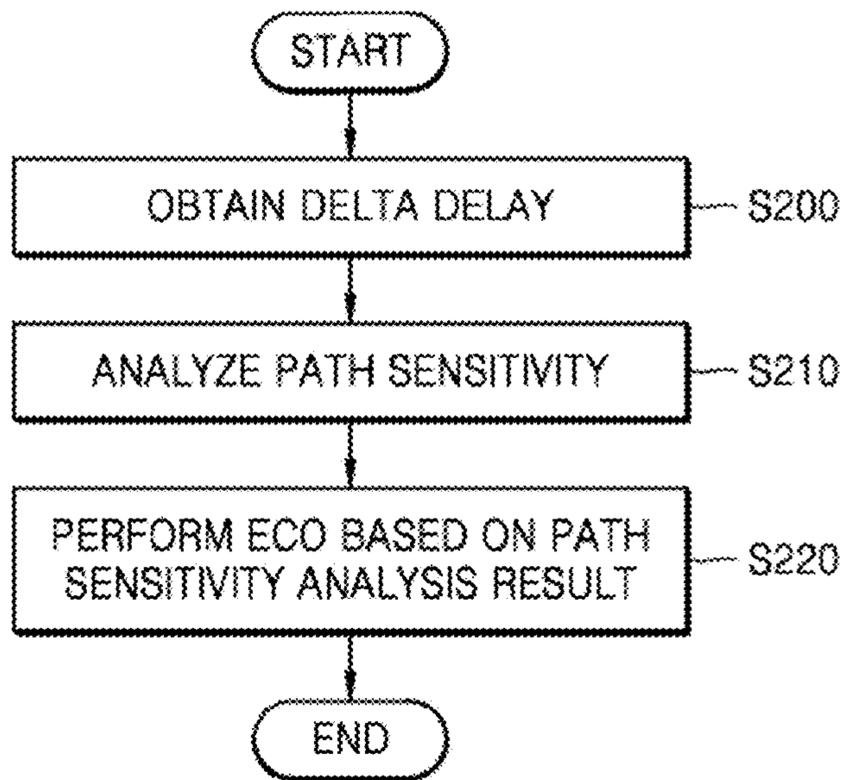 START
OBTAIN DELTA DELAY
S200
ANALYZE PATH SENSITIVITY
S210
PERFORM ECO BASED ON PATH
SENSITIVITY ANALYSIS RESULT
S220
END